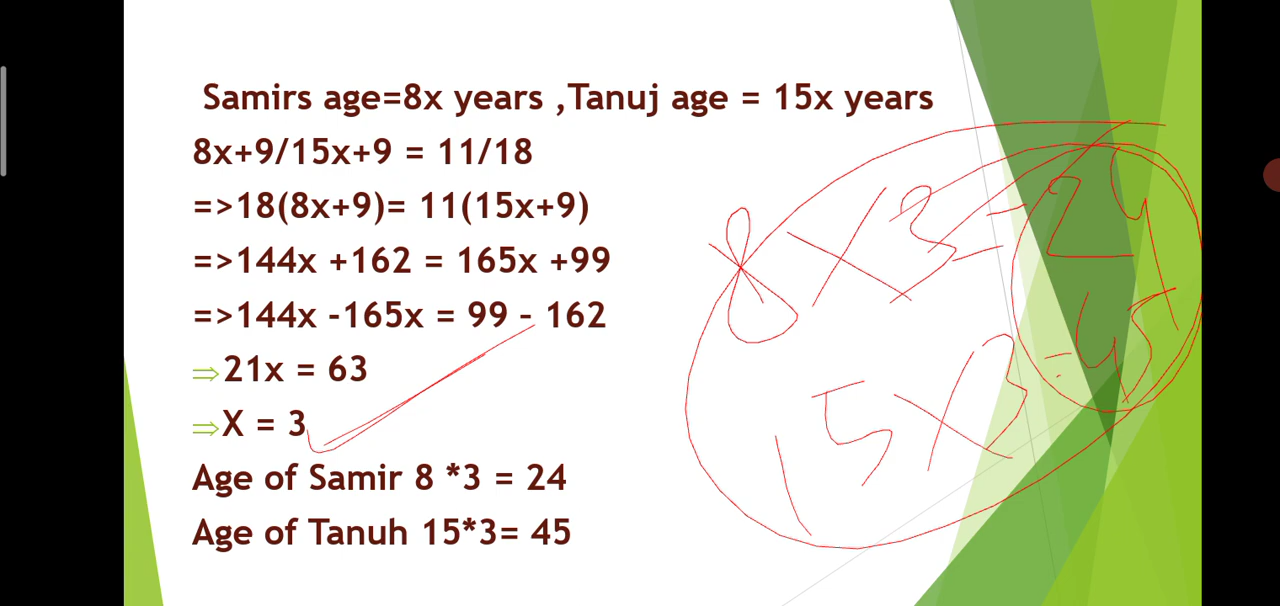 Samirs age=8x years ,Tanuj age = 15x years
8x+9/15x+9 = 11/18
=>18(8x+9)= 11(15x+9)
=>144x +162 = 165x +99
=>144x -165x = 99 - 162
⇒21x = 63
⇒X = 3
Age of Samir 8 *3 = 24
Age of Tanuh 15*3= 45
8 x 3 = 24
15 x 3 = 45